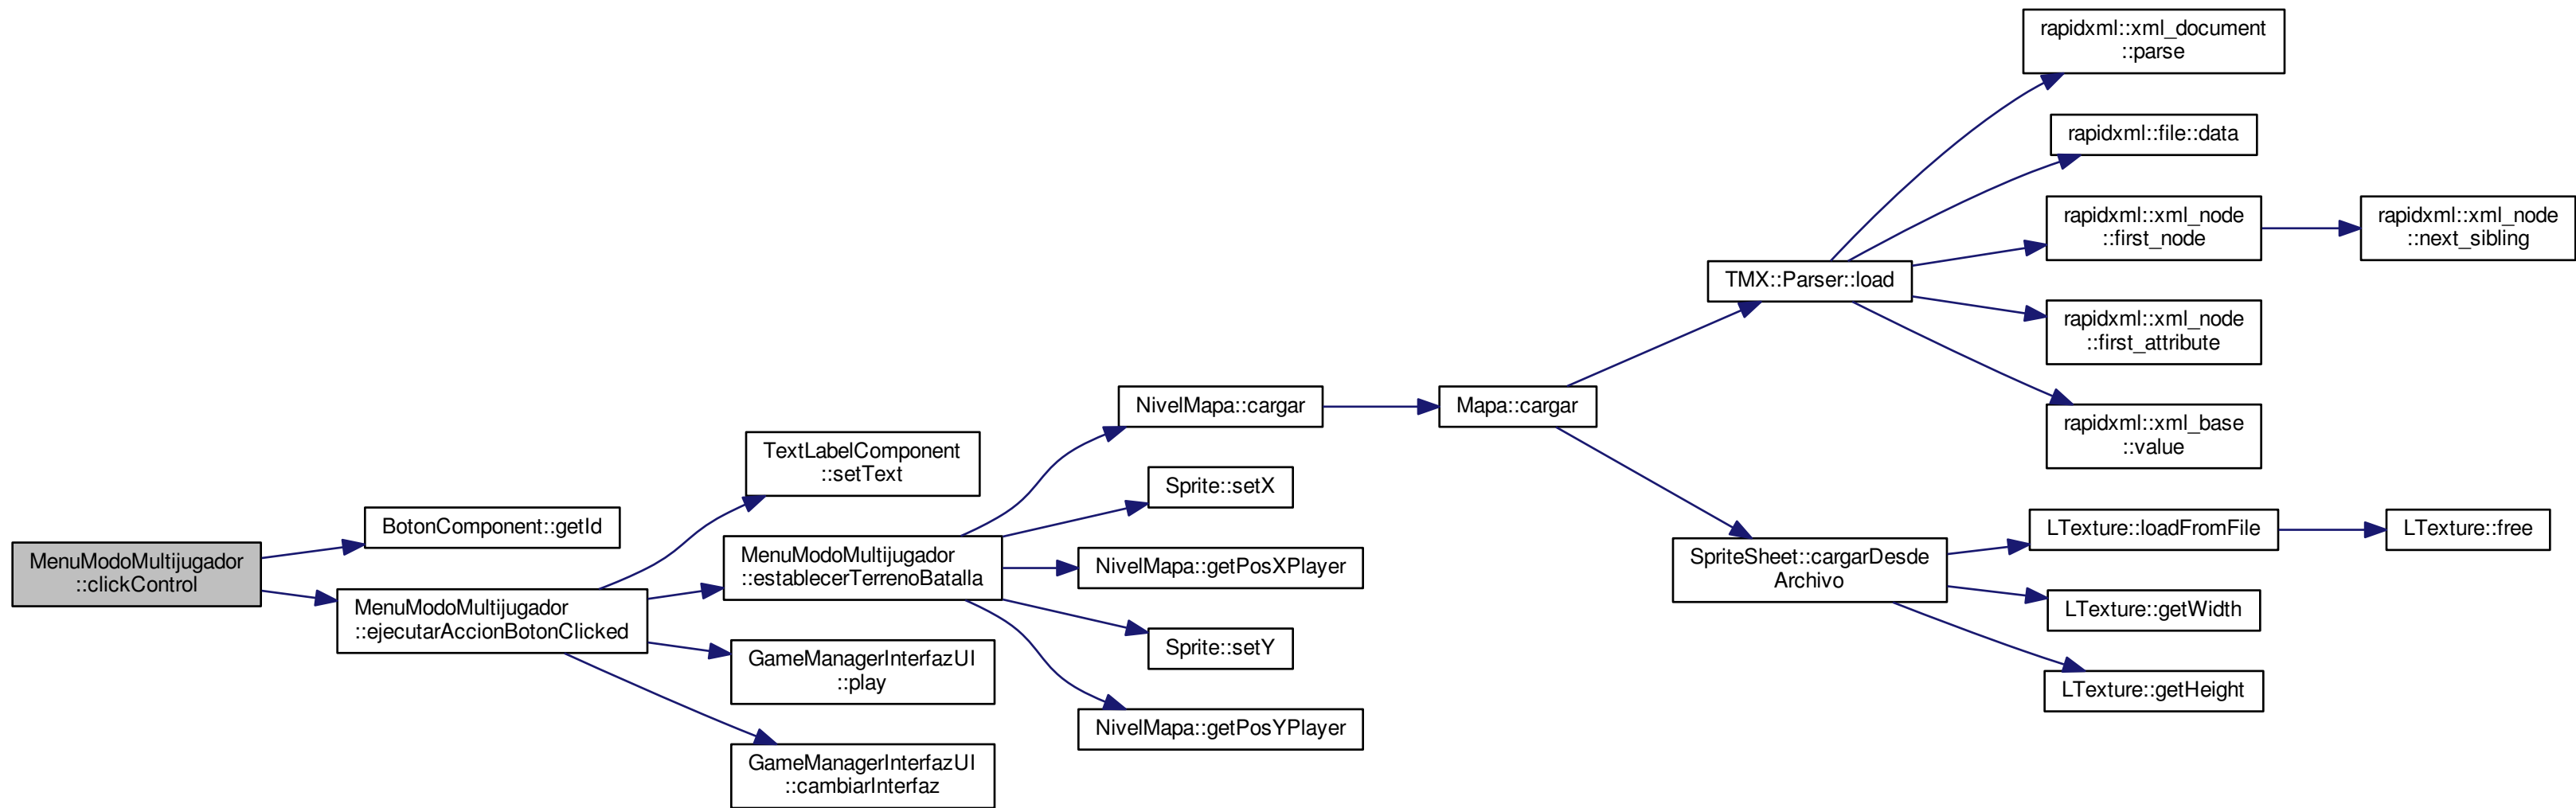 MenuModoMultijugador
::clickControl
BotonComponent::getId
MenuModoMultijugador
::ejecutarAccionBotonClicked
TextLabelComponent
::setText
MenuModoMultijugador
::establecerTerrenoBatalla
GameManagerInterfazUI
::play
GameManagerInterfazUI
::cambiarInterfaz
NivelMapa::cargar
Sprite::setX
NivelMapa::getPosXPlayer
Sprite::setY
NivelMapa::getPosYPlayer
Mapa::cargar
TMX::Parser::load
SpriteSheet::cargarDesde
Archivo
rapidxml::xml_document
::parse
rapidxml::file::data
rapidxml::xml_node
::first_node
rapidxml::xml_node
::first_attribute
rapidxml::xml_base
::value
LTexture::loadFromFile
LTexture::getWidth
LTexture::getHeight
rapidxml::xml_node
::next_sibling
LTexture::free